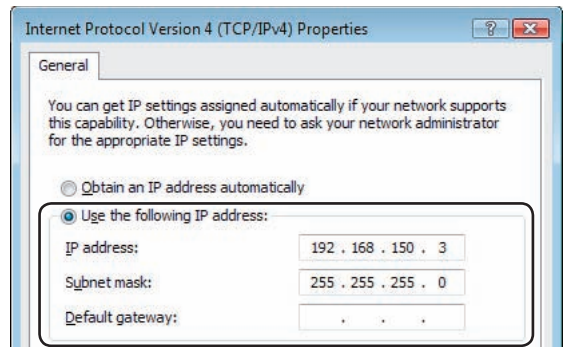 Internet Protocol Version 4 (TCP/IPv4) Properties
General
You can get IP settings assigned automatically if your network supports
this capability. Otherwise, you need to ask your network administrator
for the appropriate IP settings.
Obtain an IP address automatically
Use the following IP address:
IP address: 192 . 168 . 150 . 3
Subnet mask: 255 . 255 . 255 . 0
Default gateway: . . .